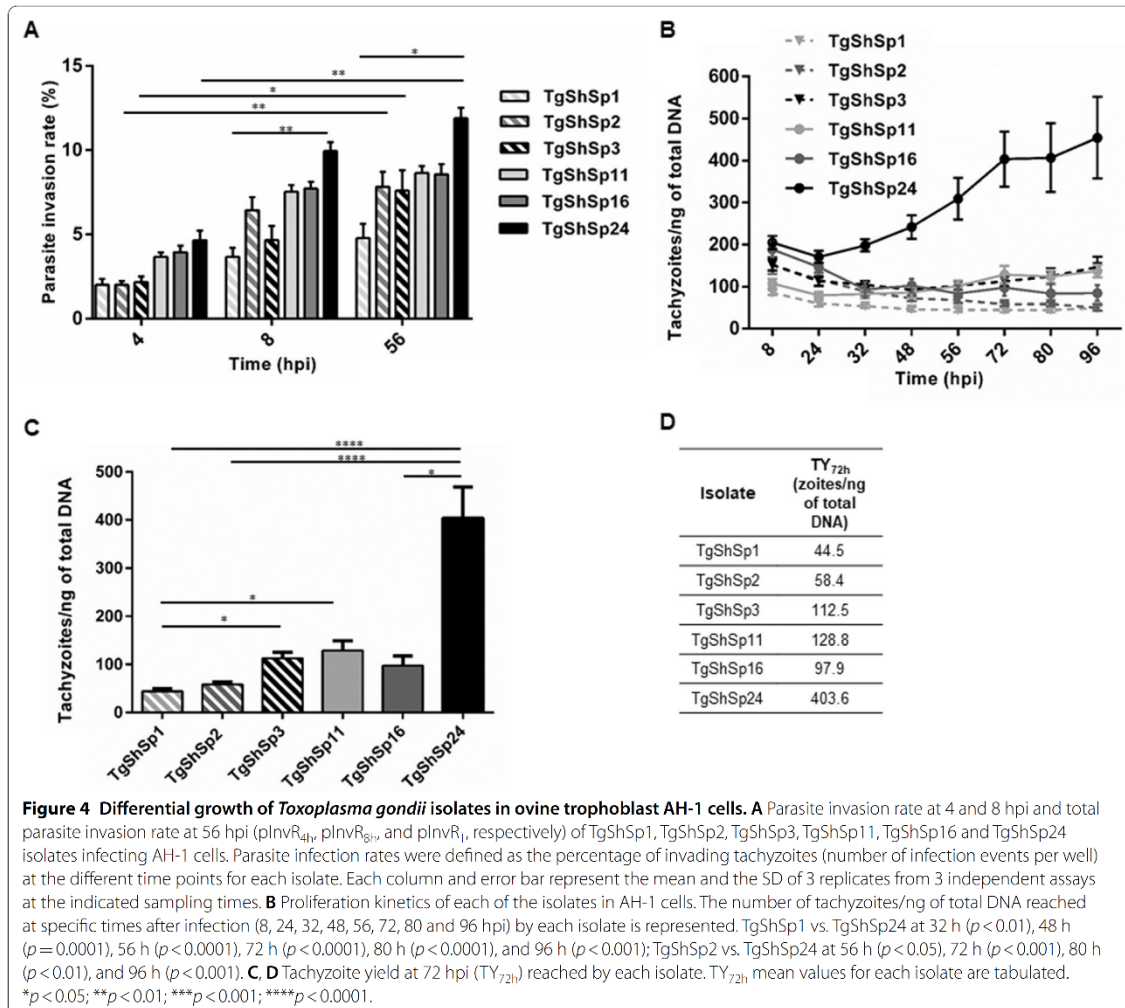 A
Parasite invasion rate (%)
15
10
5
0
4
8
56
Time (hpi)
*
**
*
**
**
TgShSp1
TgShSp2
TgShSp3
TgShSp11
TgShSp16
TgShSp24
B
Tachyzoites/ng of total DNA
600
500
400
300
200
100
0
8
24
32
48
56
72
80
96
Time (hpi)
TgShSp1
TgShSp2
TgShSp3
TgShSp11
TgShSp16
TgShSp24
C
Tachyzoites/ng of total DNA
500
400
300
200
100
0
****
****
*
*
*
TgShSp1
TgShSp2
TgShSp3
TgShSp11
TgShSp16
TgShSp24
D
Isolate TY72h (zoites/ng of total DNA)
TgShSp1 44.5
TgShSp2 58.4
TgShSp3 112.5
TgShSp11 128.8
TgShSp16 97.9
TgShSp24 403.6
Figure 4 Differential growth of Toxoplasma gondii isolates in ovine trophoblast AH-1 cells. A Parasite invasion rate at 4 and 8 hpi and total
parasite invasion rate at 56 hpi (pInvR4h, pInvR8h, and pInvRI, respectively) of TgShSp1, TgShSp2, TgShSp3, TgShSp11, TgShSp16 and TgShSp24
isolates infecting AH-1 cells. Parasite infection rates were defined as the percentage of invading tachyzoites (number of infection events per well)
at the different time points for each isolate. Each column and error bar represent the mean and the SD of 3 replicates from 3 independent assays
at the indicated sampling times. B Proliferation kinetics of each of the isolates in AH-1 cells. The number of tachyzoites/ng of total DNA reached
at specific times after infection (8, 24, 32, 48, 56, 72, 80 and 96 hpi) by each isolate is represented. TgShSp1 vs. TgShSp24 at 32 h (p < 0.01), 48 h
(p = 0.0001), 56 h (p < 0.0001), 72 h (p < 0.0001), 80 h (p < 0.0001), and 96 h (p < 0.001); TgShSp2 vs. TgShSp24 at 56 h (p < 0.05), 72 h (p < 0.001), 80 h
(p < 0.01), and 96 h (p < 0.001). C, D Tachyzoite yield at 72 hpi (TY72h) reached by each isolate. TY72h mean values for each isolate are tabulated.
*p < 0.05; **p < 0.01; ***p < 0.001; ****p < 0.0001.